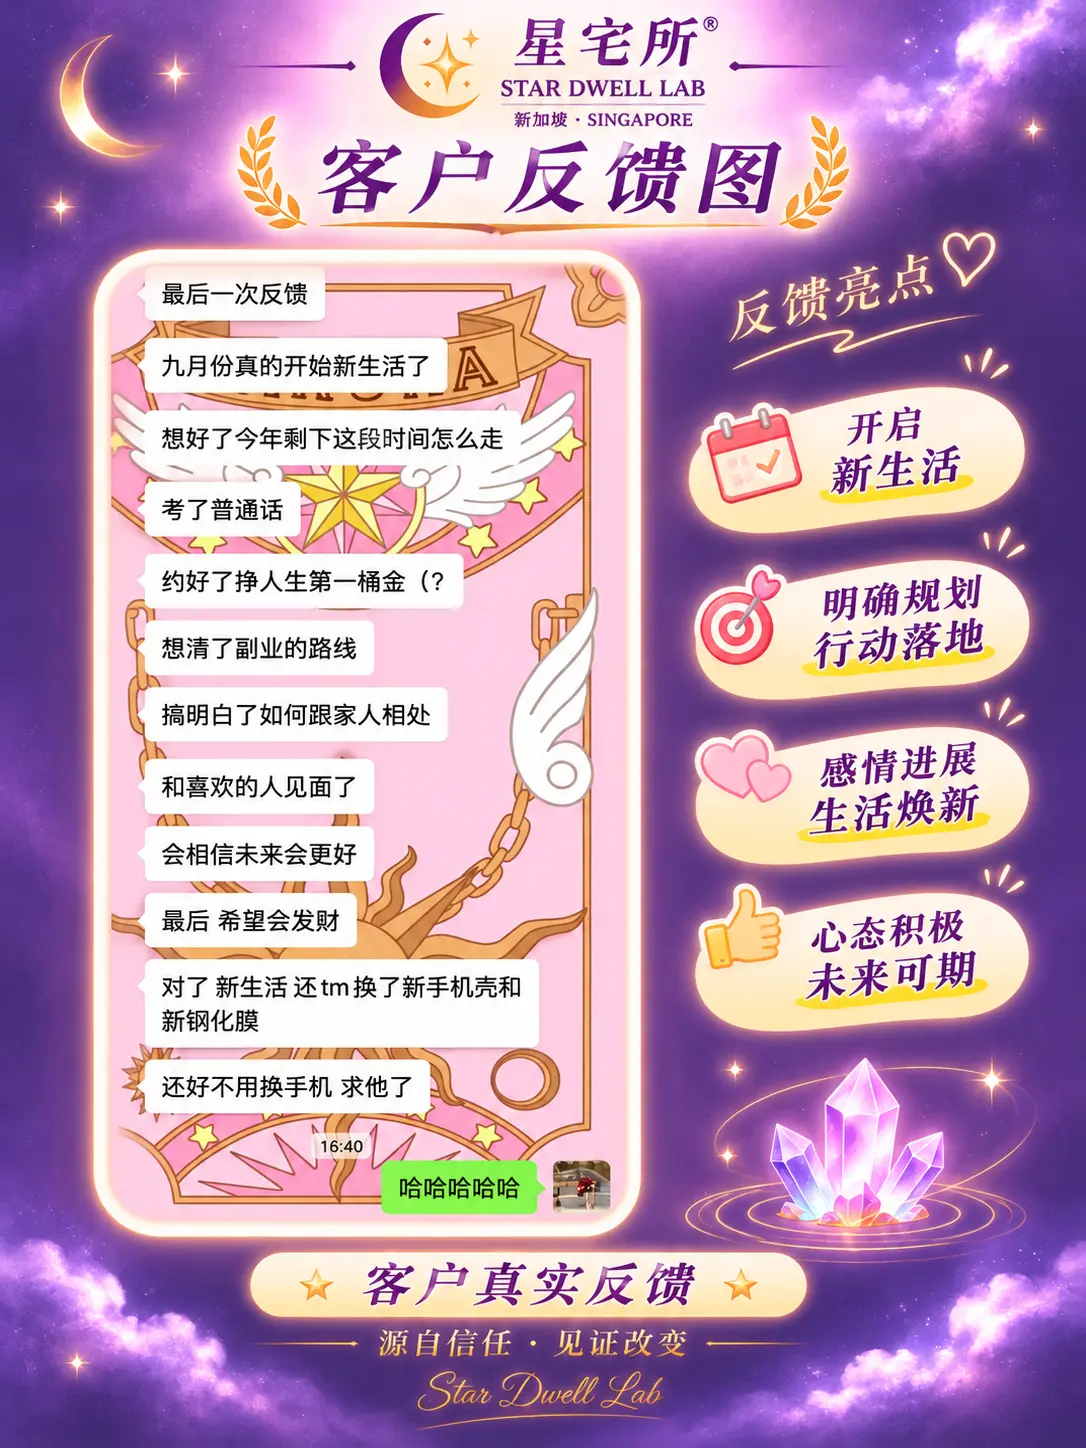 星宅所®
STAR DWELL LAB
新加坡 · SINGAPORE
客户反馈图
最后一次反馈
九月份真的开始新生活了
想好了今年剩下这段时间怎么走
考了普通话
约好了挣人生第一桶金（?
想清了副业的路线
搞明白了如何跟家人相处
和喜欢的人见面了
会相信未来会更好
最后 希望会发财
对了 新生活 还tm换了新手机壳和
新钢化膜
还好不用换手机 求他了
16:40
哈哈哈哈哈
反馈亮点
开启
新生活
明确规划
行动落地
感情进展
生活焕新
心态积极
未来可期
客户真实反馈
源自信任 · 见证改变
Star Dwell Lab